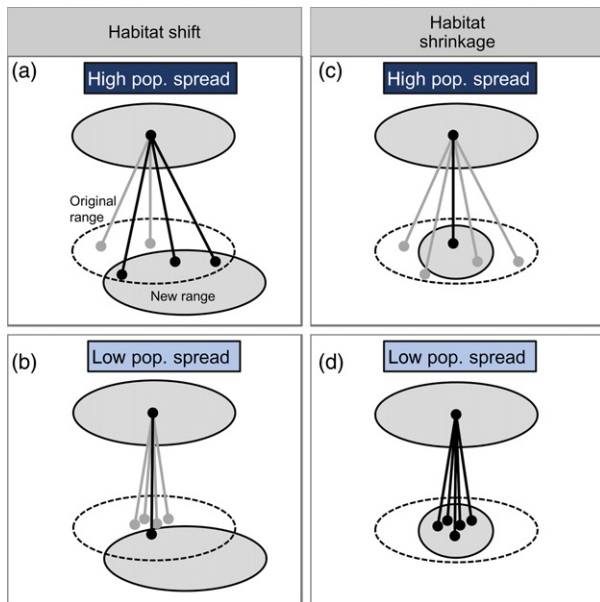 Habitat shift
Habitat
shrinkage
(a)
High pop. spread
Original
range
New range
(c)
High pop. spread
(b)
Low pop. spread
(d)
Low pop. spread